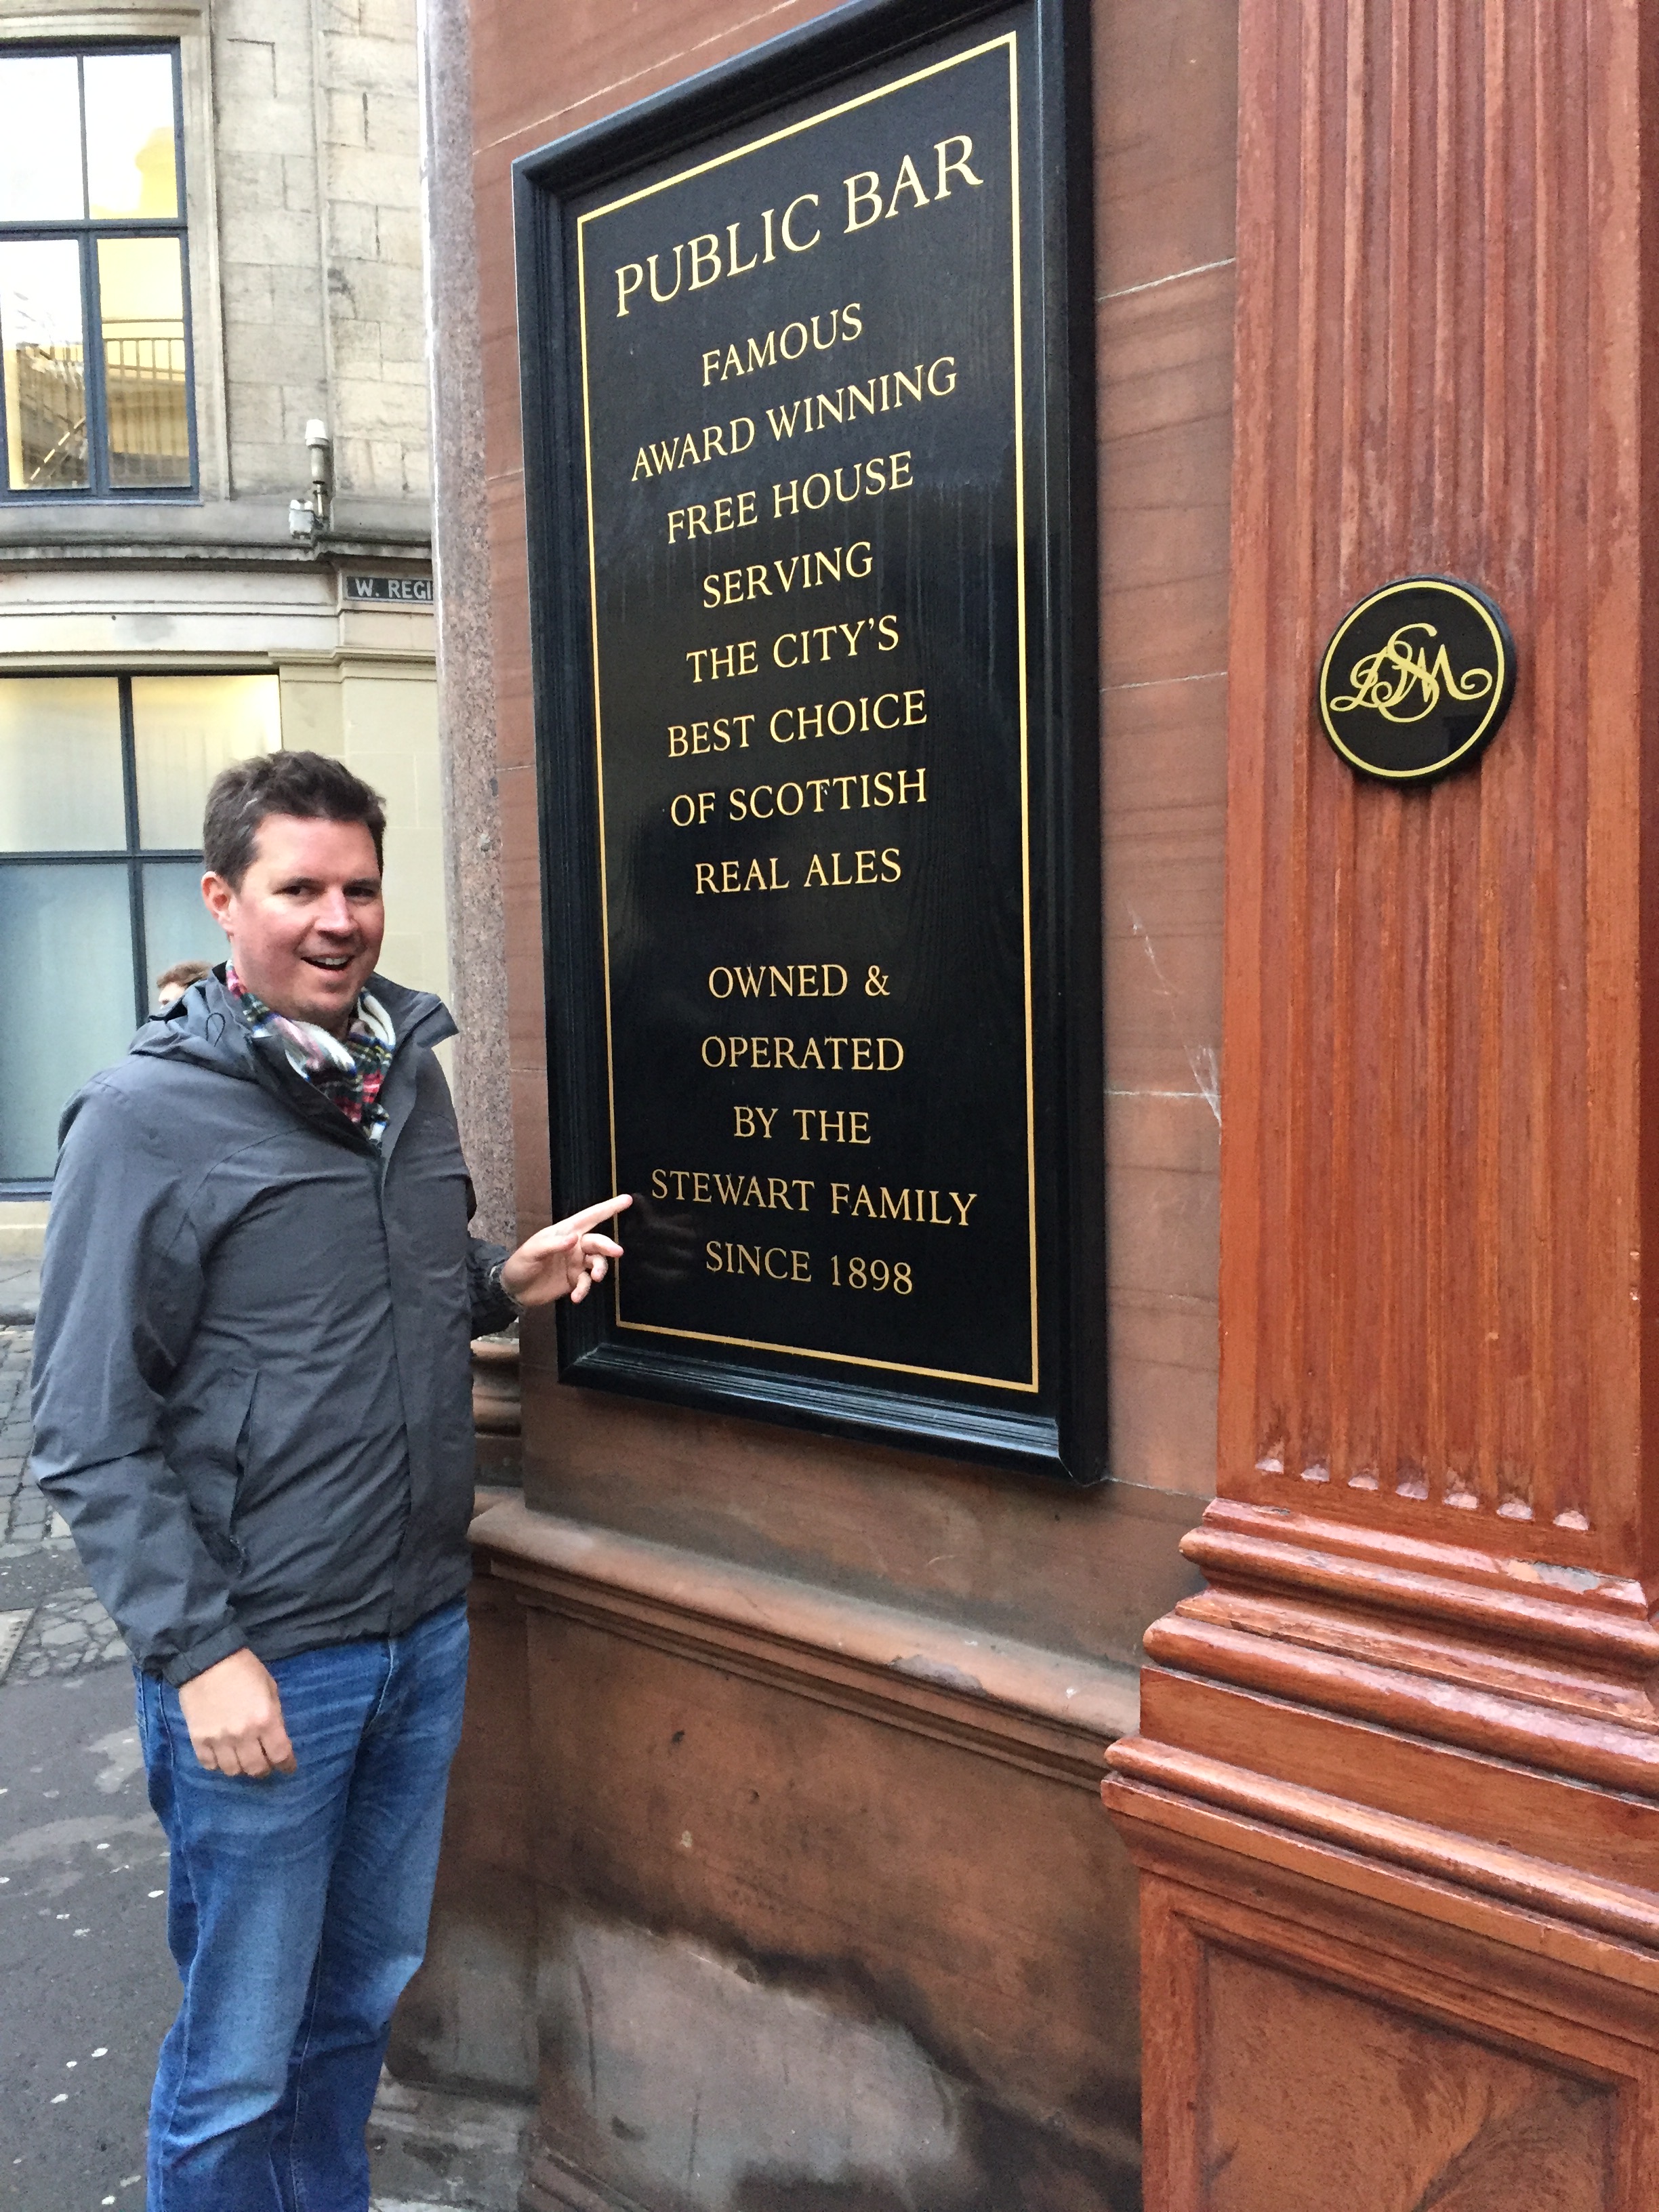 PUBLIC BAR
FAMOUS
AWARD WINNING
FREE HOUSE
SERVING
THE CITY'S
BEST CHOICE
OF SCOTTISH
REAL ALES
OWNED &
OPERATED
BY THE
STEWART FAMILY
SINCE 1898
W. REGI